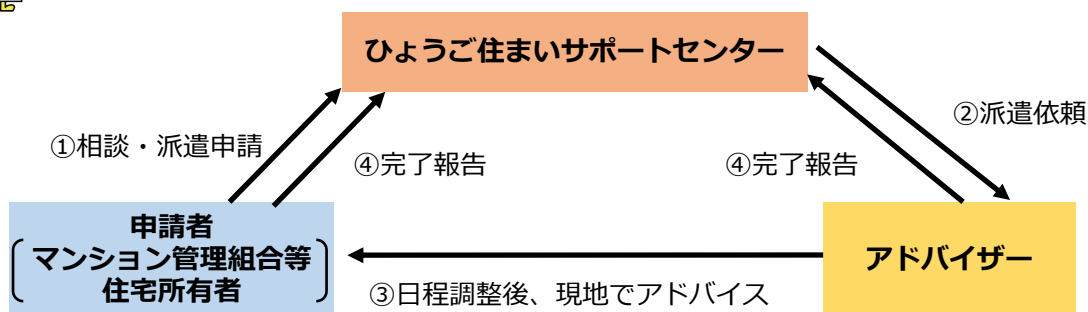 ひょうご住まいサポートセンター
①相談・派遣申請
④完了報告
④完了報告
②派遣依頼
申請者
マンション管理組合等
住宅所有者
アドバイザー
③日程調整後、現地でアドバイス